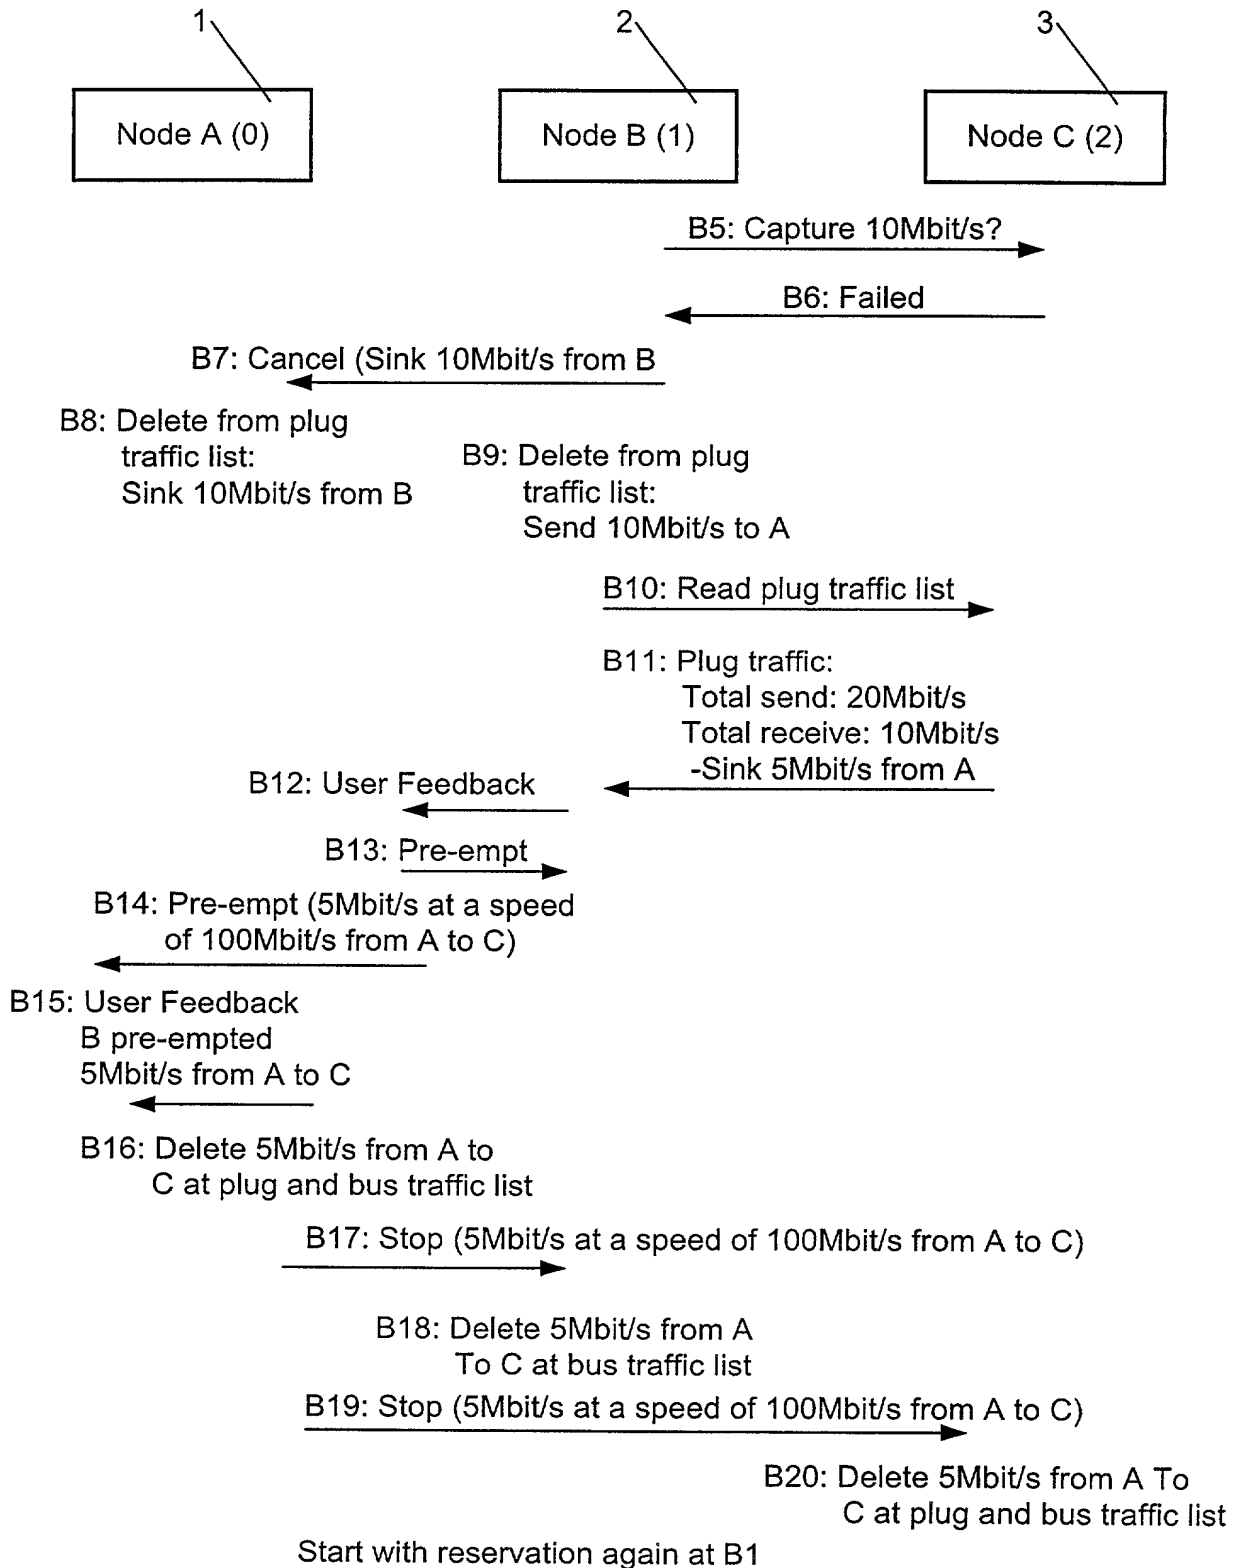 1
2
3
Node A (0)
Node B (1)
Node C (2)
B5: Capture 10Mbit/s?
B6: Failed
B7: Cancel (Sink 10Mbit/s from B
B8: Delete from plug
traffic list:
Sink 10Mbit/s from B
B9: Delete from plug
traffic list:
Send 10Mbit/s to A
B10: Read plug traffic list
B11: Plug traffic:
Total send: 20Mbit/s
Total receive: 10Mbit/s
-Sink 5Mbit/s from A
B12: User Feedback
B13: Pre-empt
B14: Pre-empt (5Mbit/s at a speed
of 100Mbit/s from A to C)
B15: User Feedback
B pre-empted
5Mbit/s from A to C
B16: Delete 5Mbit/s from A to
C at plug and bus traffic list
B17: Stop (5Mbit/s at a speed of 100Mbit/s from A to C)
B18: Delete 5Mbit/s from A
To C at bus traffic list
B19: Stop (5Mbit/s at a speed of 100Mbit/s from A to C)
B20: Delete 5Mbit/s from A To
C at plug and bus traffic list
Start with reservation again at B1